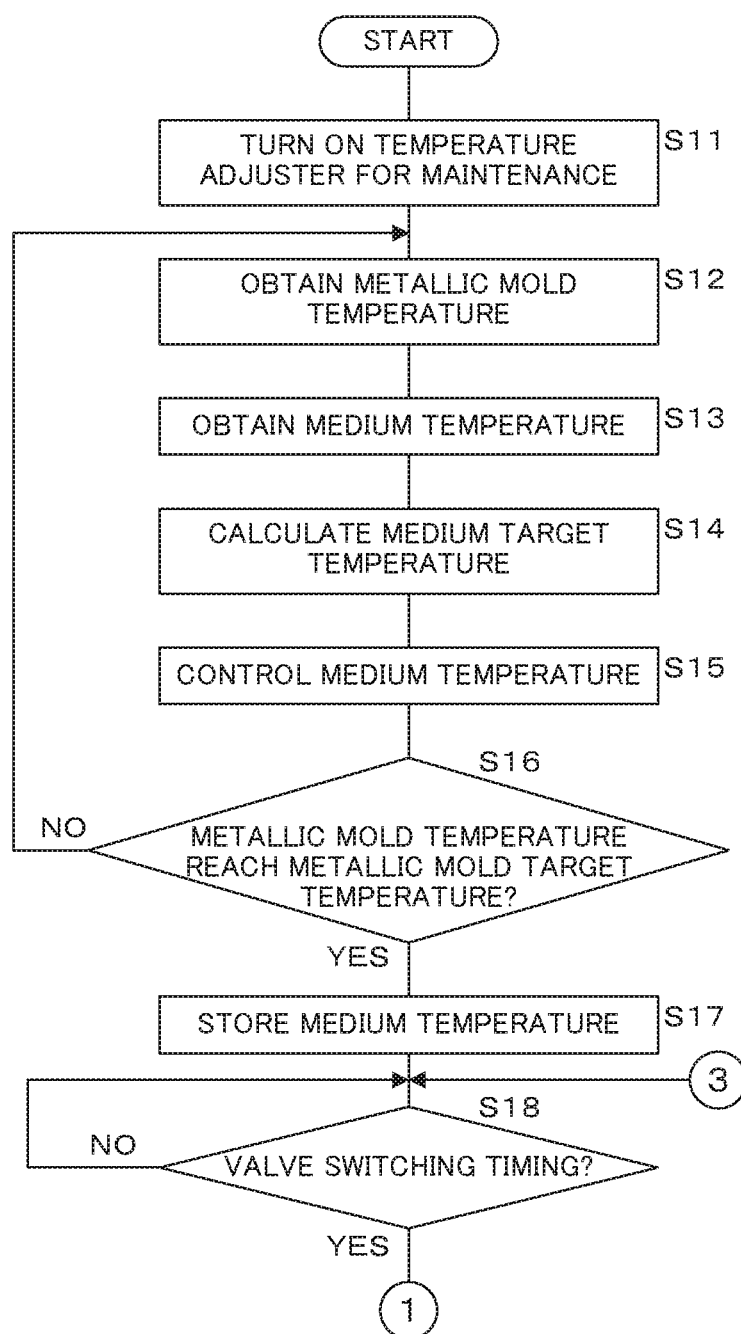 START
TURN ON TEMPERATURE
ADJUSTER FOR MAINTENANCE
S11
OBTAIN METALLIC MOLD
TEMPERATURE
S12
OBTAIN MEDIUM TEMPERATURE
S13
CALCULATE MEDIUM TARGET
TEMPERATURE
S14
CONTROL MEDIUM TEMPERATURE
S15
S16
NO
METALLIC MOLD TEMPERATURE
REACH METALLIC MOLD TARGET
TEMPERATURE?
YES
STORE MEDIUM TEMPERATURE
S17
3
S18
NO
VALVE SWITCHING TIMING?
YES
1